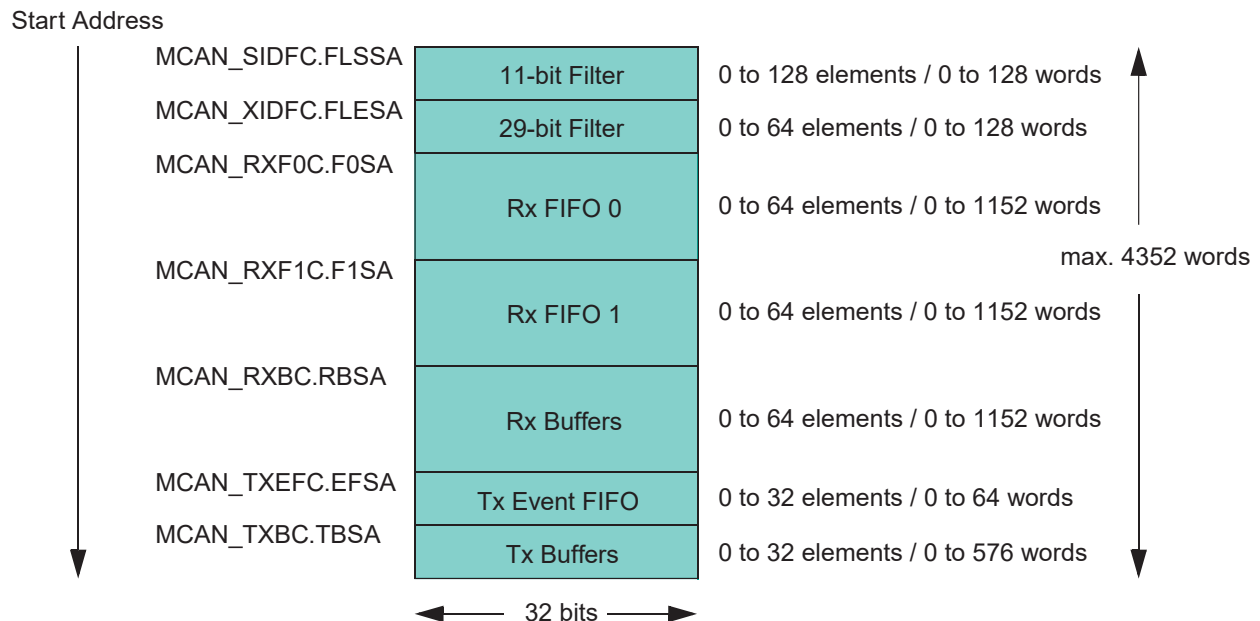 Start Address
MCAN_SIDFC.FLSSA
11-bit Filter
0 to 128 elements / 0 to 128 words
MCAN_XIDFC.FLESA
29-bit Filter
0 to 64 elements / 0 to 128 words
MCAN_RXF0C.F0SA
Rx FIFO 0
0 to 64 elements / 0 to 1152 words
max. 4352 words
MCAN_RXF1C.F1SA
Rx FIFO 1
0 to 64 elements / 0 to 1152 words
MCAN_RXBC.RBSA
Rx Buffers
0 to 64 elements / 0 to 1152 words
MCAN_TXEFC.EFSA
Tx Event FIFO
0 to 32 elements / 0 to 64 words
MCAN_TXBC.TBSA
Tx Buffers
0 to 32 elements / 0 to 576 words
32 bits